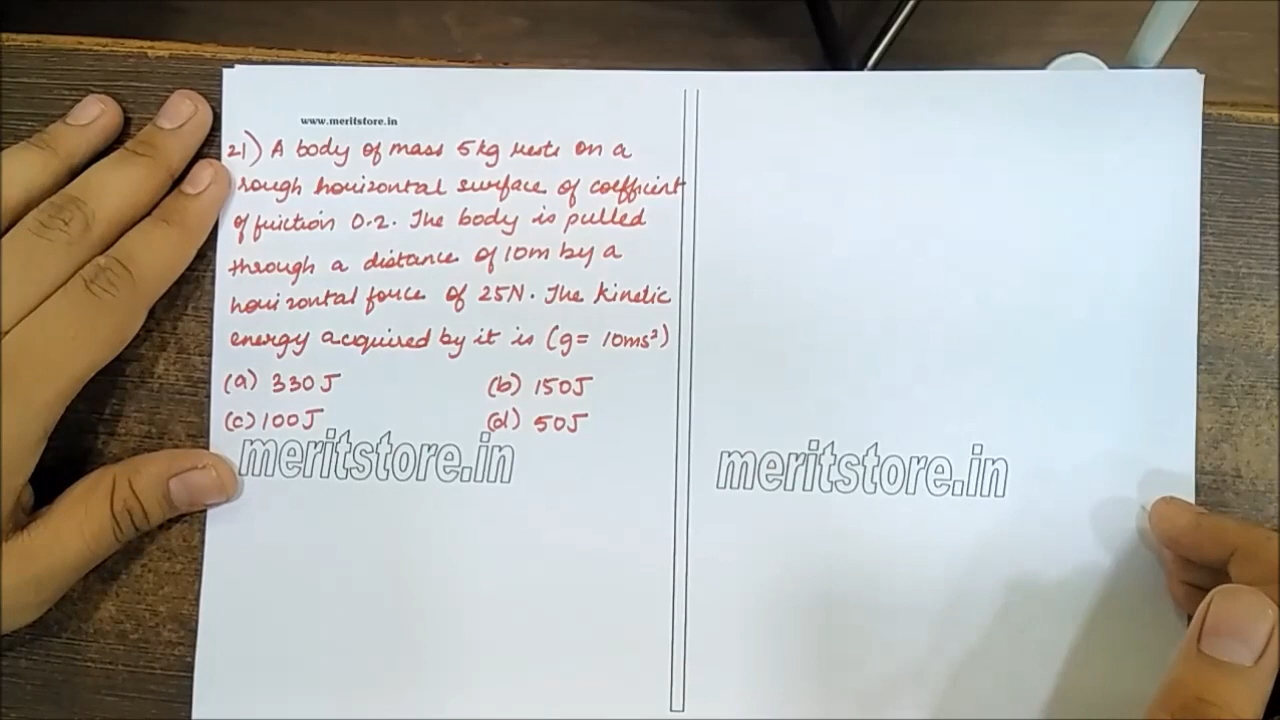 www.meritstore.in
21) A body of mass 5kg rests on a
rough horizontal surface of coefficient
of friction 0.2. The body is pulled
through a distance of 10m by a
horizontal force of 25N. The kinetic
energy acquired by it is (g= 10ms²)
(a) 330J (b) 150J
(c) 100J (d) 50J
meritstore.in meritstore.in